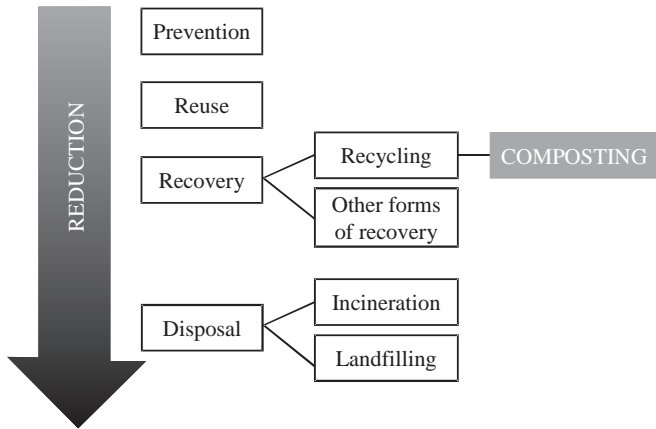 Prevention
Reuse
REDUCTION
Recovery
Recycling
COMPOSTING
Other forms
of recovery
Disposal
Incineration
Landfilling